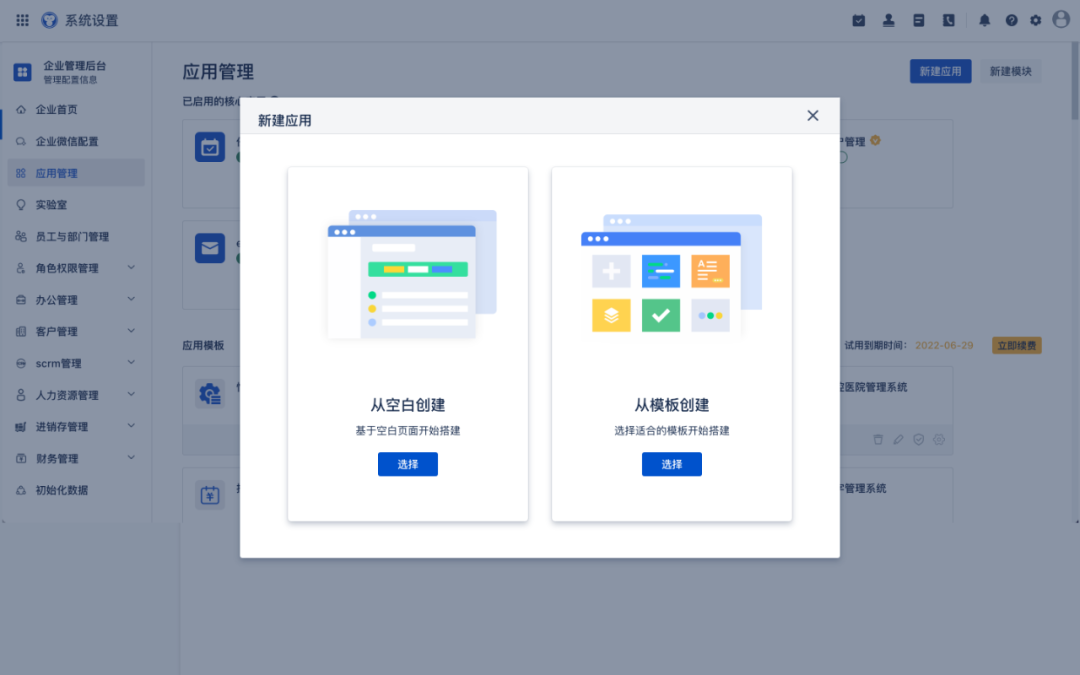 系统设置
企业管理后台
管理配置信息
企业首页
企业微信配置
应用管理
实验室
员工与部门管理
角色权限管理
办公管理
客户管理
scrm管理
人力资源管理
进销存管理
财务管理
初始化数据
应用管理
新建应用
新建模块
已启用的核心
户管理
新建应用
从空白创建
基于空白页面开始搭建
选择
从模板创建
选择适合的模板开始搭建
选择
应用模板
试用到期时间: 2022-06-29
立即续费
医院管理系统
管理系统